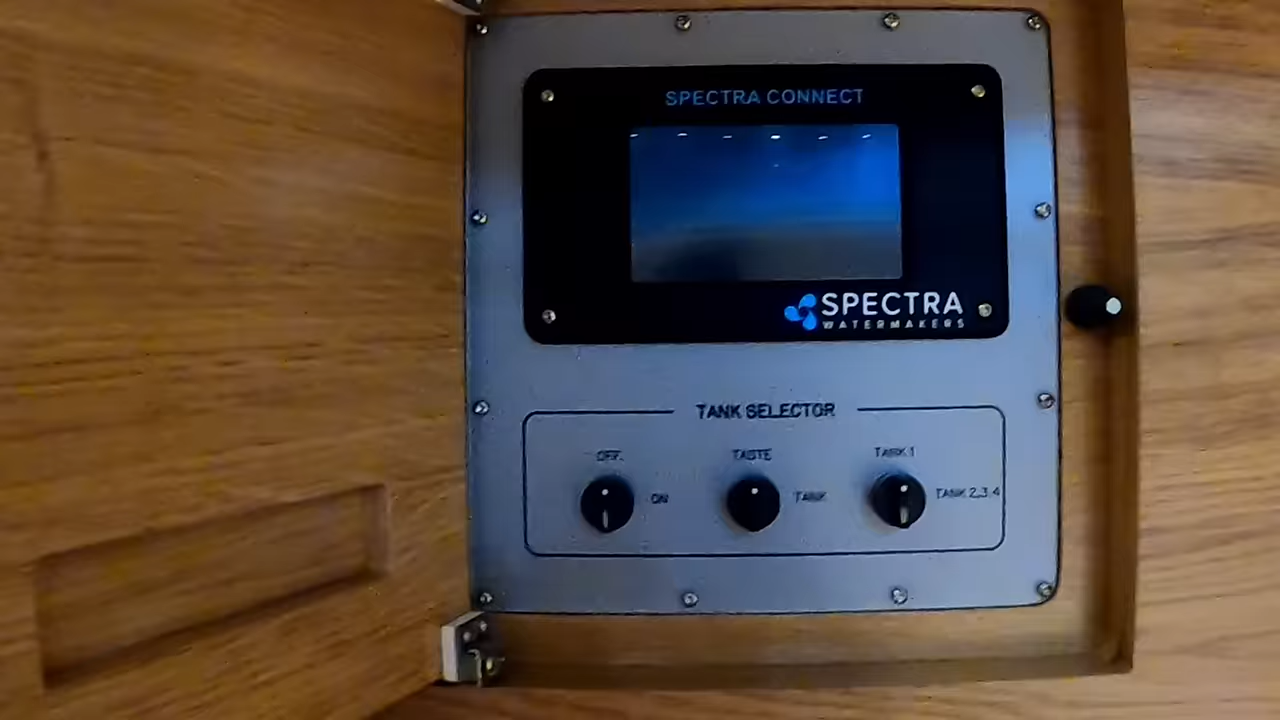 SPECTRA CONNECT
SPECTRA
WATERMAKERS
TANK SELECTOR
OFF
TASTE
TANK 1
ON
TANK
TANK 2,3,4